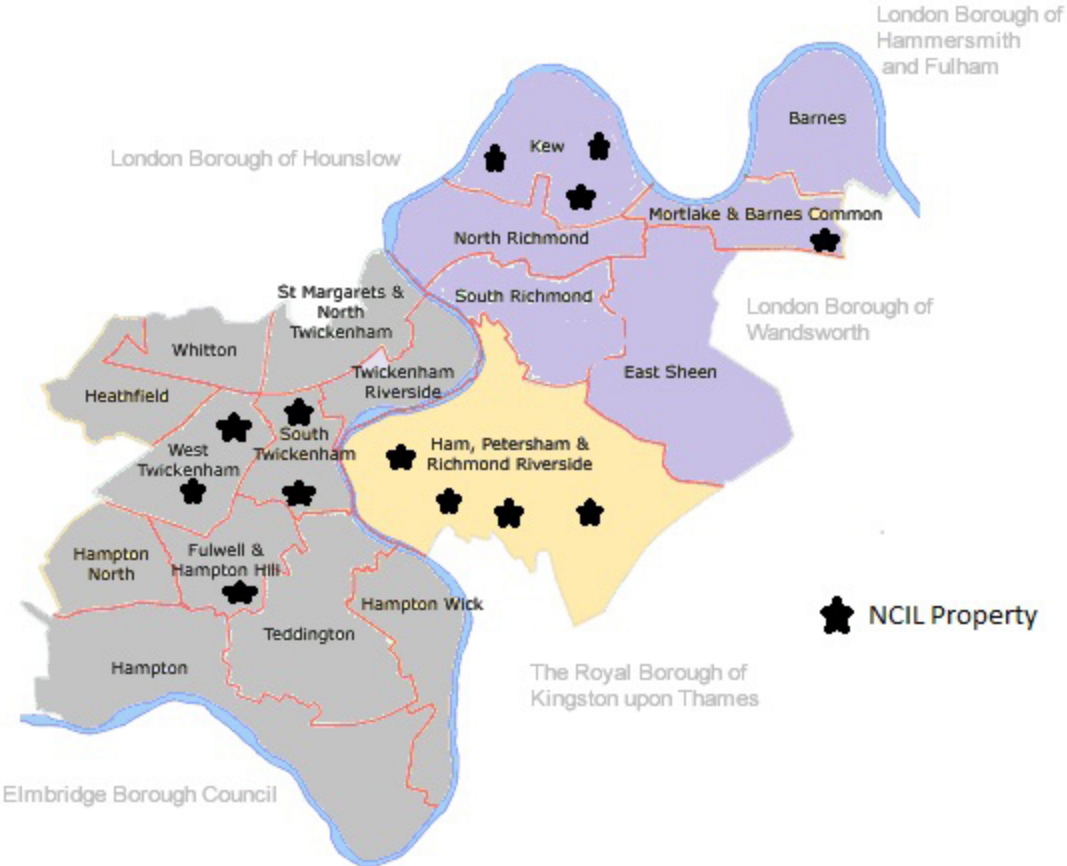 London Borough of
Hammersmith
and Fulham
Barnes
Kew
London Borough of Hounslow
Mortlake & Barnes Common
North Richmond
St Margarets &
North
Twickenham
South Richmond
London Borough of
Wandsworth
Whitton
Twickenham
Riverside
East Sheen
Heathfield
West
Twickenham
South
Twickenham
Ham, Petersham &
Richmond Riverside
Hampton
North
Fulwell &
Hampton Hill
Hampton Wick
NCIL Property
Teddington
Hampton
The Royal Borough of
Kingston upon Thames
Elmbridge Borough Council